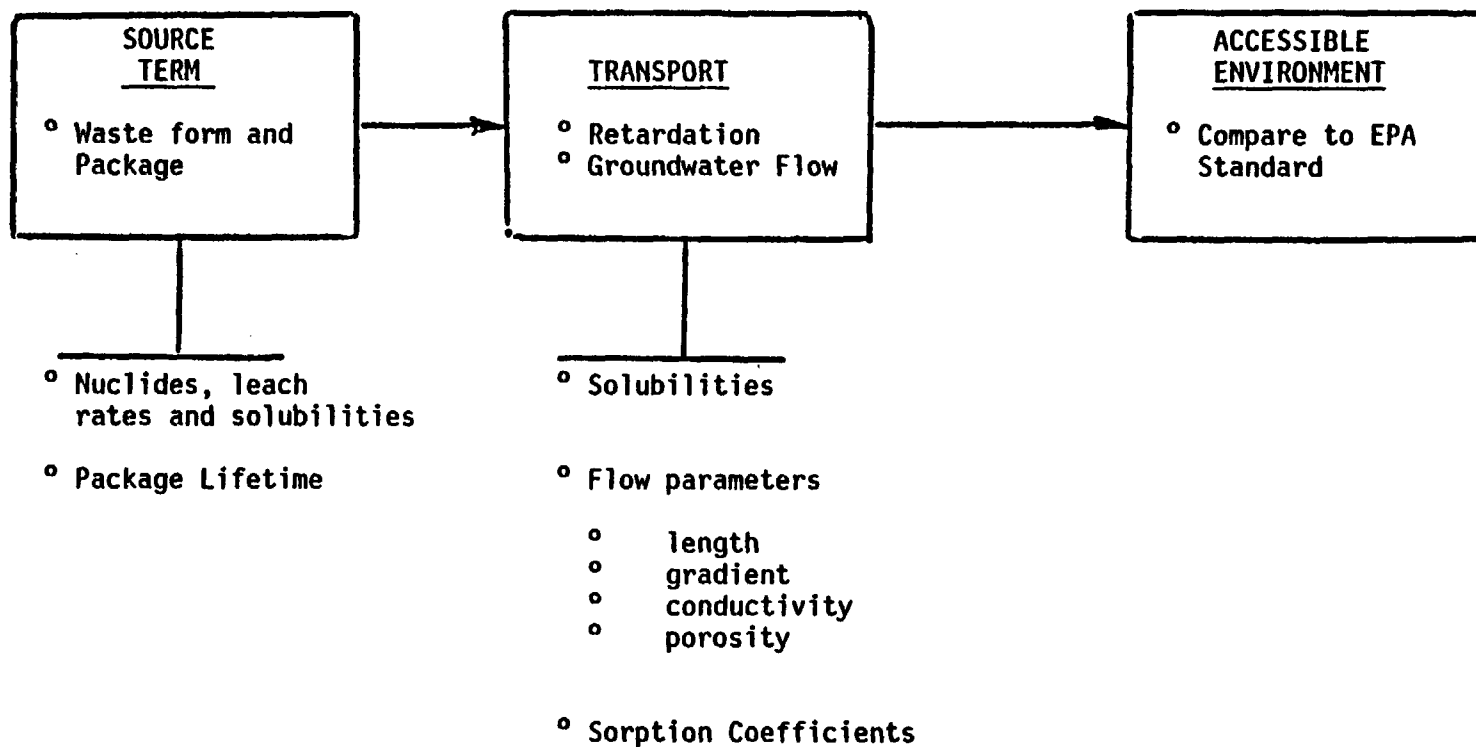 SOURCE
TERM
° Waste form and
Package
TRANSPORT
° Retardation
° Groundwater Flow
ACCESSIBLE
ENVIRONMENT
° Compare to EPA
Standard
° Nuclides, leach
rates and solubilities
° Package Lifetime
° Solubilities
° Flow parameters
° length
° gradient
° conductivity
° porosity
° Sorption Coefficients